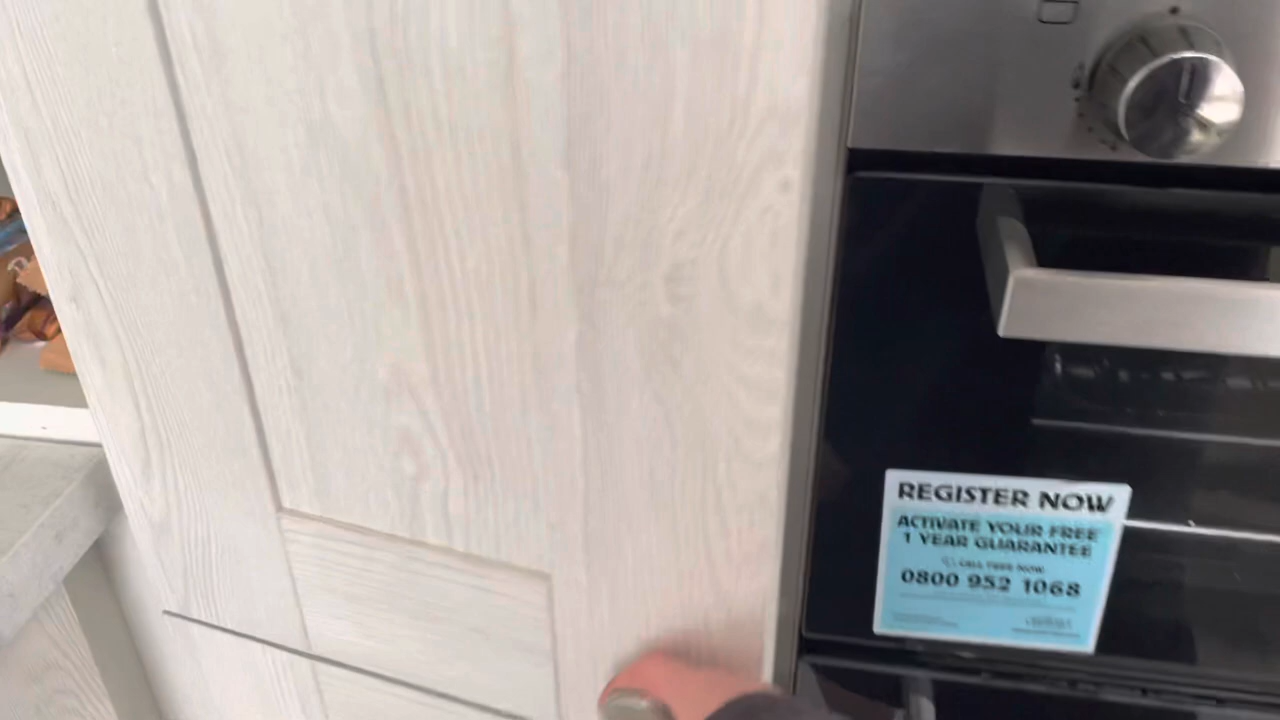 REGISTER NOW
ACTIVATE YOUR FREE
1 YEAR GUARANTEE
CALL FREE NOW
0800 952 1068